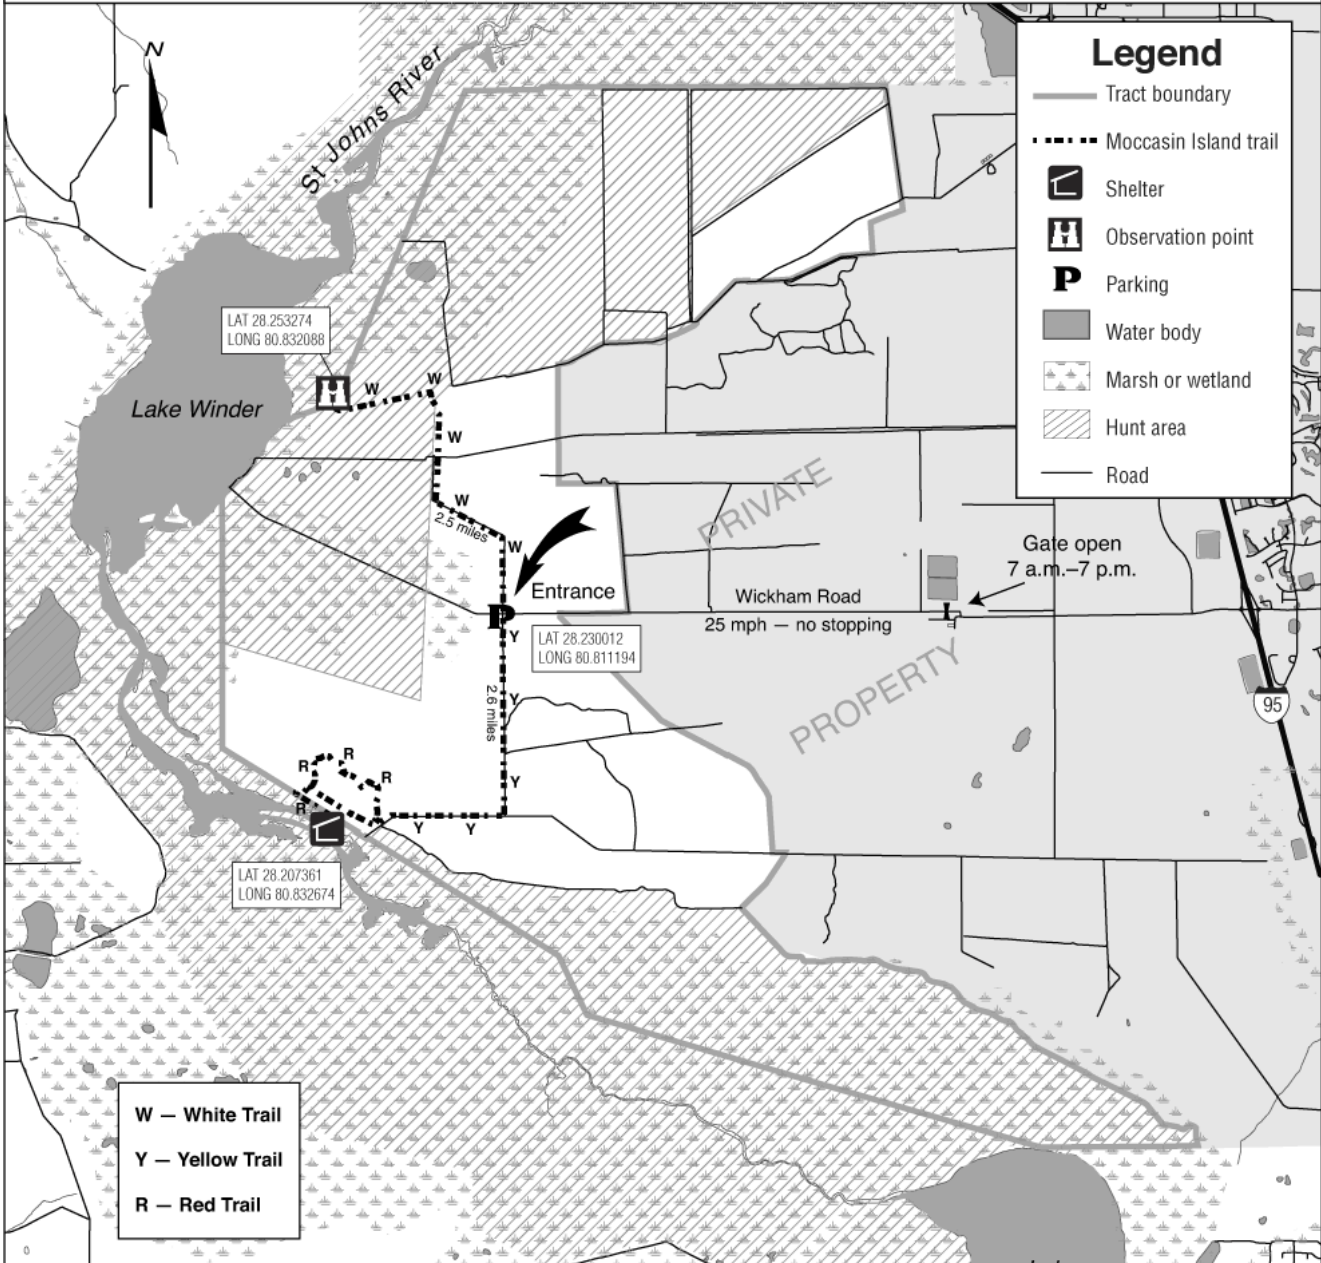 N
St Johns River
Legend
Tract boundary
Moccasin Island trail
Shelter
Observation point
P Parking
Water body
Marsh or wetland
Hunt area
Road
LAT 28.253274
LONG 80.832088
Lake Winder
W
W
W
W
2.5 miles
W
PRIVATE
Gate open
7 a.m.–7 p.m.
Entrance
Wickham Road
25 mph — no stopping
P
Y
LAT 28.230012
LONG 80.811194
PROPERTY
2.6 miles
Y
95
R
R
R
Y
R
Y
Y
LAT 28.207361
LONG 80.832674
W — White Trail
Y — Yellow Trail
R — Red Trail